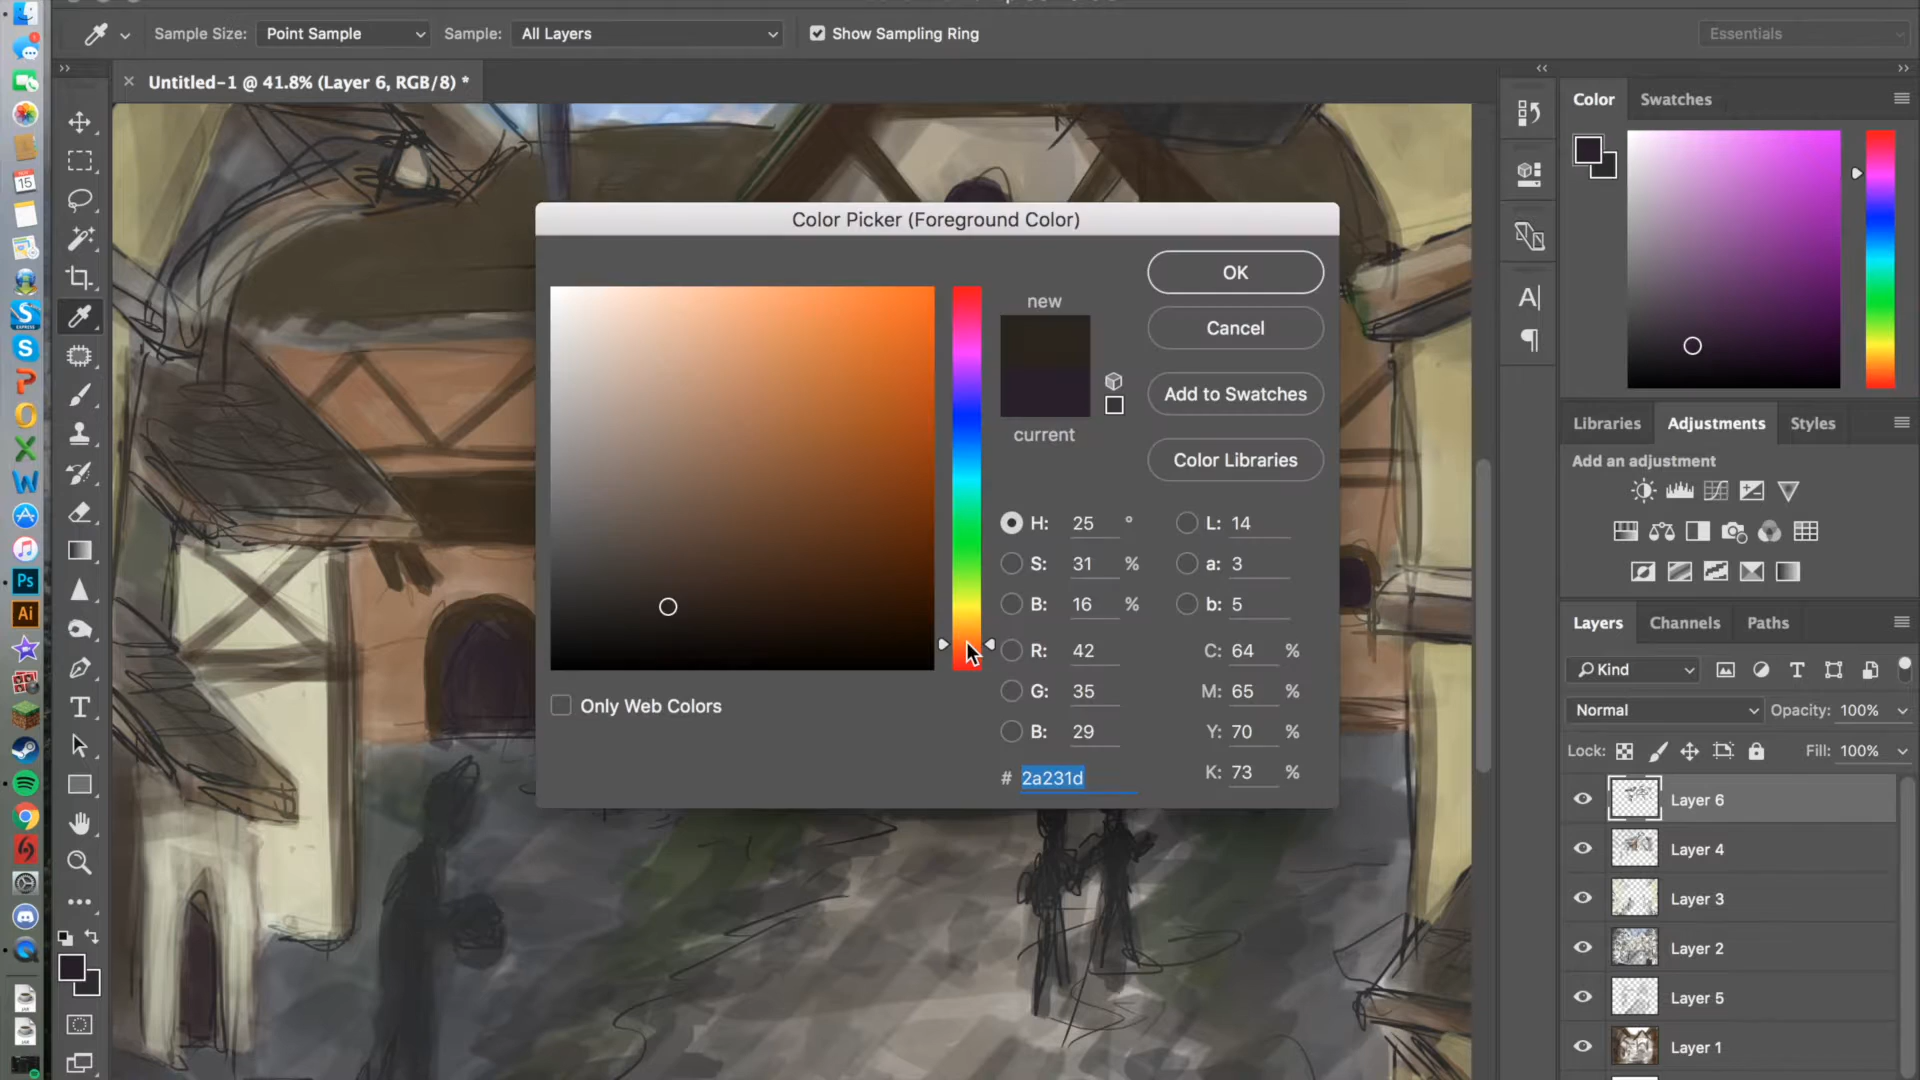 Sample Size: Point Sample Sample: All Layers Show Sampling Ring Essentials
Untitled-1 @ 41.8% (Layer 6, RGB/8) *
Color Swatches
Color Picker (Foreground Color)
OK
new
Cancel
Add to Swatches
current
Color Libraries
H: 25 ° L: 14
S: 31 % a: 3
B: 16 % b: 5
R: 42 C: 64 %
G: 35 M: 65 %
B: 29 Y: 70 %
# 2a231d K: 73 %
Only Web Colors
Libraries Adjustments Styles
Add an adjustment
Layers Channels Paths
Kind
Normal Opacity: 100%
Lock: Fill: 100%
Layer 6
Layer 4
Layer 3
Layer 2
Layer 5
Layer 1
15
Ps
Ai